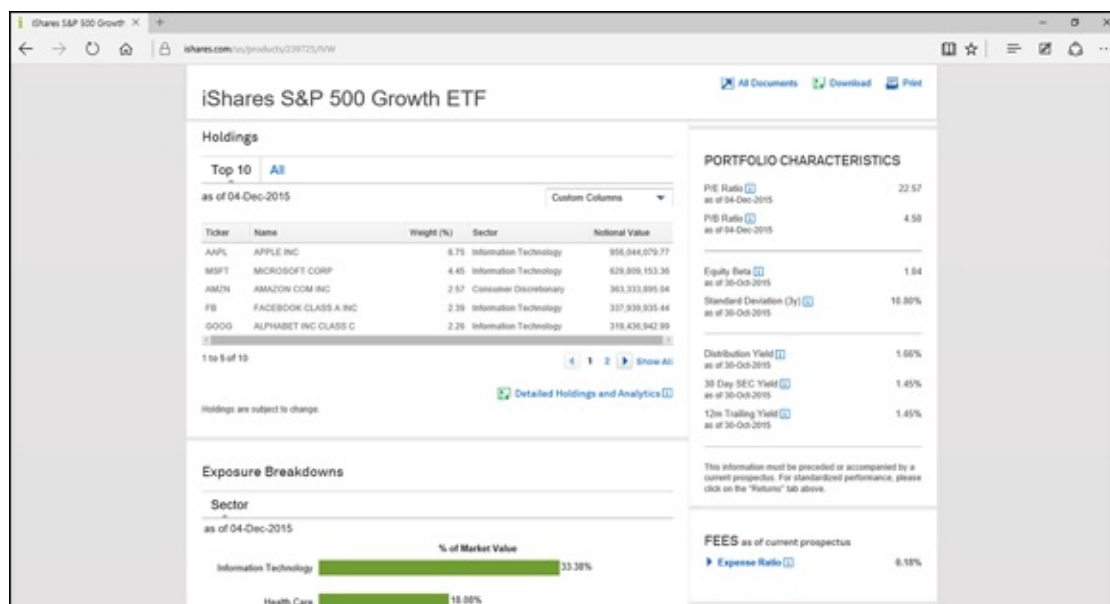 iShares S&P 500 Growth
ishares.com/us/products/239725/IVW
iShares S&P 500 Growth ETF
All Documents Download Print
Holdings
Top 10 All
as of 04-Dec-2015
Custom Columns
Ticker Name Weight (%) Sector Notional Value
AAPL APPLE INC 6.75 Information Technology 956,044,079.77
MSFT MICROSOFT CORP 4.45 Information Technology 629,809,153.36
AMZN AMAZON COM INC 2.57 Consumer Discretionary 363,333,895.04
FB FACEBOOK CLASS A INC 2.39 Information Technology 337,939,935.44
GOOG ALPHABET INC CLASS C 2.26 Information Technology 319,436,942.99
1 to 5 of 10
1 2 Show All
Detailed Holdings and Analytics
Holdings are subject to change.
Exposure Breakdowns
Sector
as of 04-Dec-2015
% of Market Value
Information Technology 33.38%
Health Care 18.08%
PORTFOLIO CHARACTERISTICS
P/E Ratio 22.57
as of 04-Dec-2015
P/B Ratio 4.50
as of 04-Dec-2015
Equity Beta 1.04
as of 30-Oct-2015
Standard Deviation (3y) 10.80%
as of 30-Oct-2015
Distribution Yield 1.66%
as of 30-Oct-2015
30 Day SEC Yield 1.45%
as of 30-Oct-2015
12m Trailing Yield 1.45%
as of 30-Oct-2015
This information must be preceded or accompanied by a
current prospectus. For standardized performance, please
click on the "Returns" tab above.
FEES as of current prospectus
Expense Ratio 0.18%